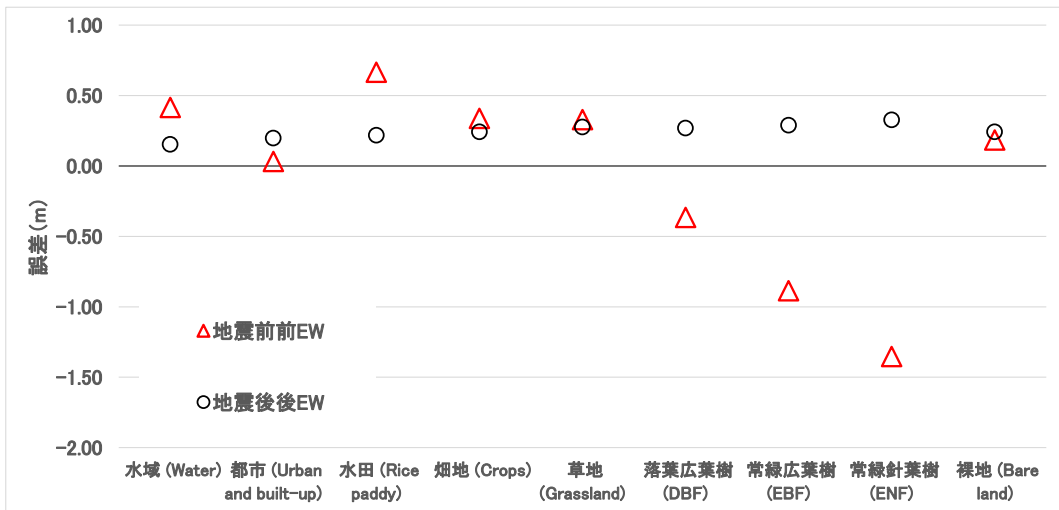 1.00
0.50
0.00
-0.50
-1.00
-1.50
-2.00
誤差(m)
地震前前EW
地震後後EW
水域 (Water)
都市 (Urban
and built-up)
水田 (Rice
paddy)
畑地 (Crops)
草地
(Grassland)
落葉広葉樹
(DBF)
常緑広葉樹
(EBF)
常緑針葉樹
(ENF)
裸地 (Bare
land)